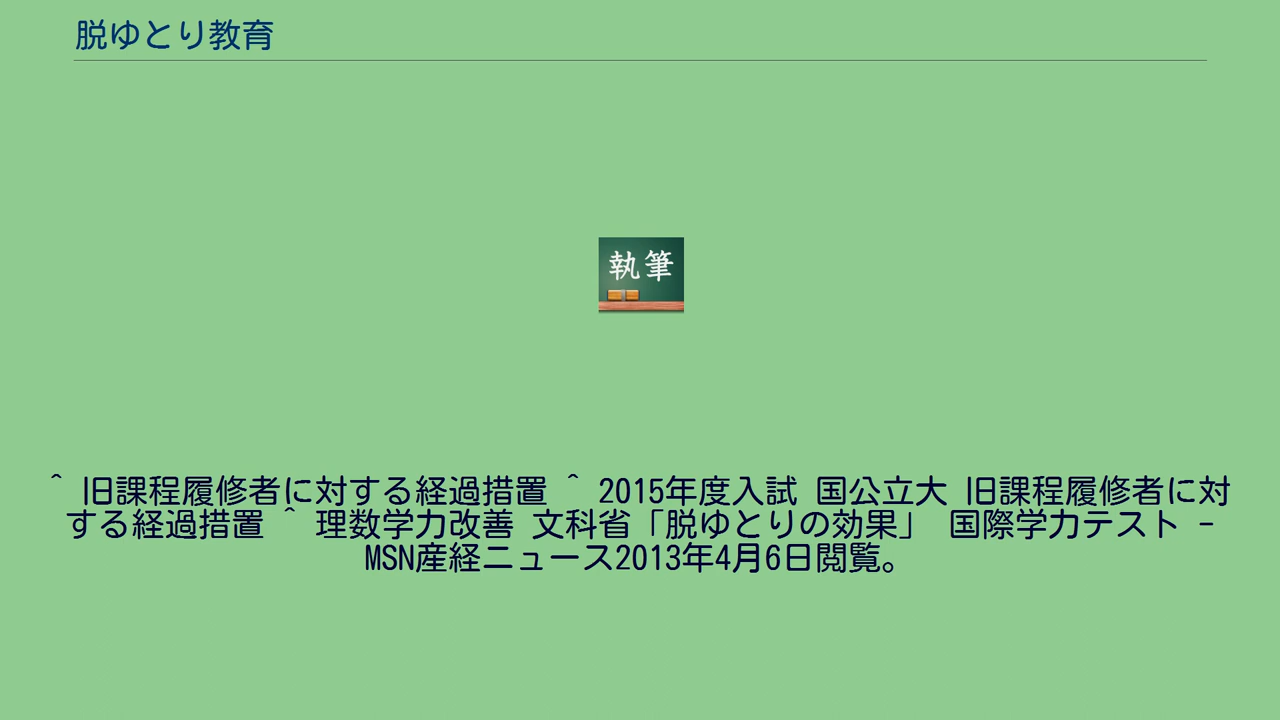 脱ゆとり教育
執筆
^ 旧課程履修者に対する経過措置 ^ 2015年度入試 国公立大 旧課程履修者に対
する経過措置 ^ 理数学力改善 文科省「脱ゆとりの効果」 国際学力テスト -
MSN産経ニュース2013年4月6日閲覧。